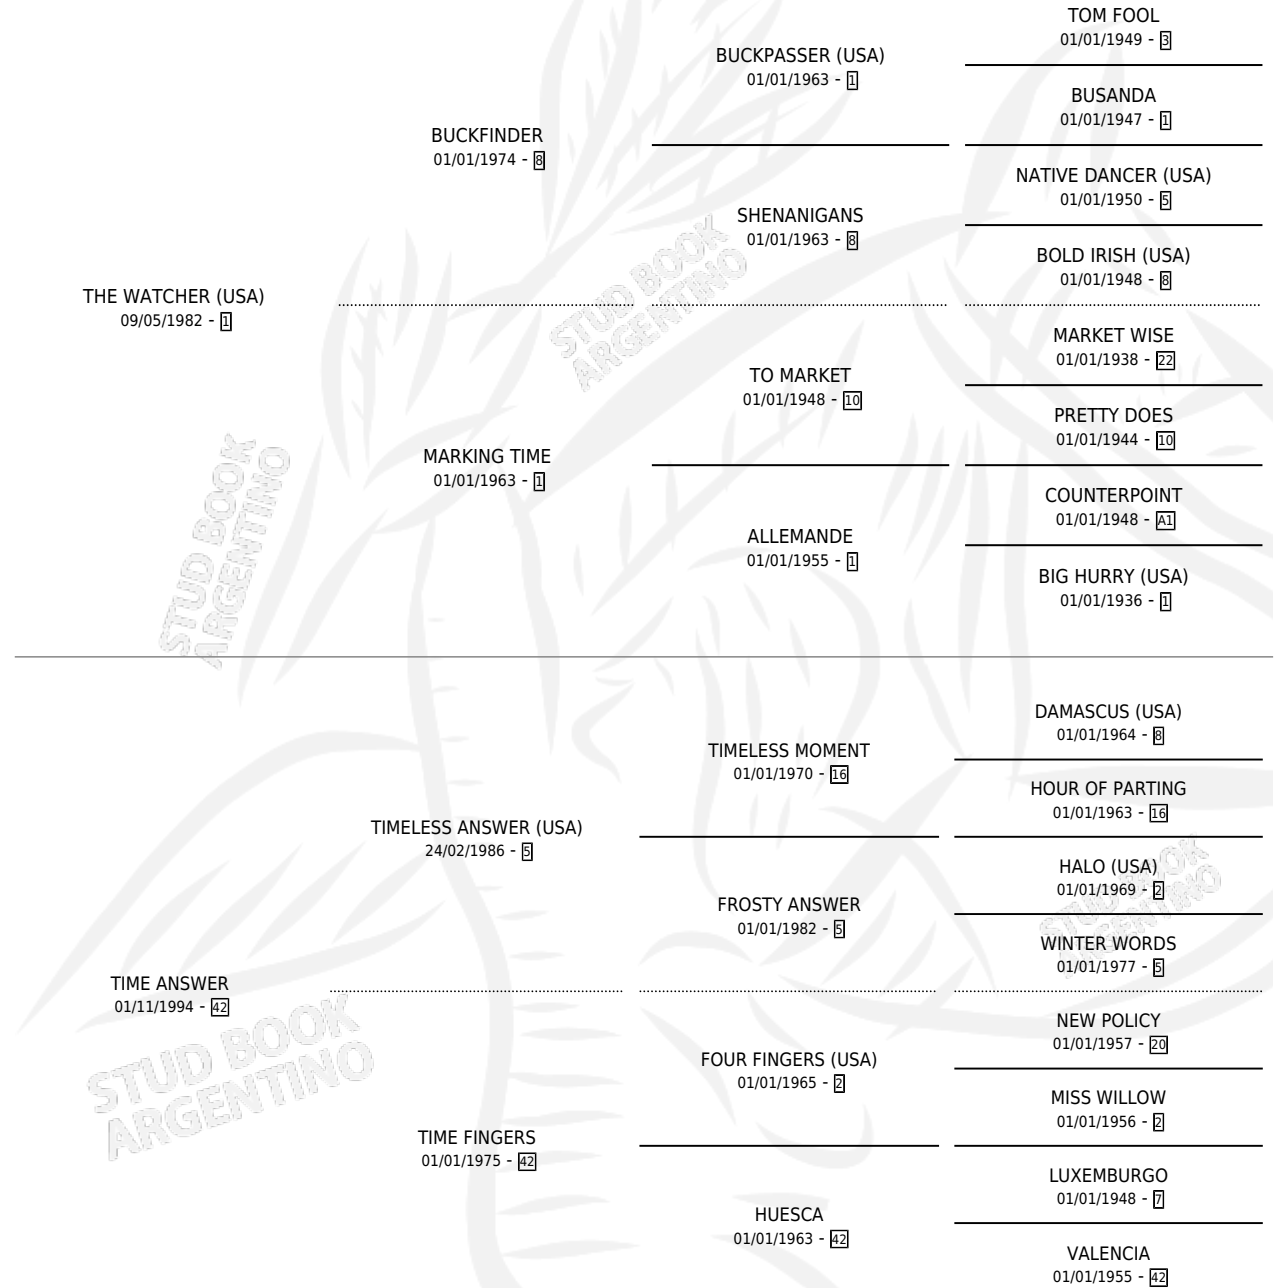 TOM FOOL
01/01/1949 - 3
BUCKPASSER (USA)
01/01/1963 - 1
BUSANDA
01/01/1947 - 1
BUCKFINDER
01/01/1974 - 8
NATIVE DANCER (USA)
01/01/1950 - 5
SHENANIGANS
01/01/1963 - 8
BOLD IRISH (USA)
01/01/1948 - 8
THE WATCHER (USA)
09/05/1982 - 1
MARKET WISE
01/01/1938 - 22
TO MARKET
01/01/1948 - 10
PRETTY DOES
01/01/1944 - 10
MARKING TIME
01/01/1963 - 1
COUNTERPOINT
01/01/1948 - A1
ALLEMANDE
01/01/1955 - 1
BIG HURRY (USA)
01/01/1936 - 1
STUD BOOK
ARGENTINO
STUD BOOK
ARGENTINO
DAMASCUS (USA)
01/01/1964 - 8
TIMELESS MOMENT
01/01/1970 - 16
HOUR OF PARTING
01/01/1963 - 16
TIMELESS ANSWER (USA)
24/02/1986 - 5
HALO (USA)
01/01/1969 - 2
FROSTY ANSWER
01/01/1982 - 5
WINTER WORDS
01/01/1977 - 5
STUD BOOK
ARGENTINO
TIME ANSWER
01/11/1994 - 42
NEW POLICY
01/01/1957 - 20
FOUR FINGERS (USA)
01/01/1965 - 2
MISS WILLOW
01/01/1956 - 2
STUD BOOK
ARGENTINO
TIME FINGERS
01/01/1975 - 42
LUXEMBURGO
01/01/1948 - 7
HUESCA
01/01/1963 - 42
VALENCIA
01/01/1955 - 42